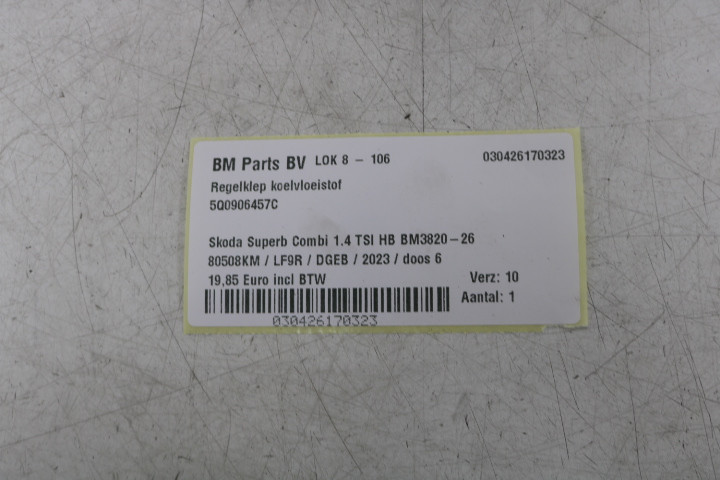 BM Parts BV LOK 8 - 106 030426170323
Regelklep koelvloeistof
5Q0906457C
Skoda Superb Combi 1.4 TSI HB BM3820-26
80508KM / LF9R / DGEB / 2023 / doos 6
19,85 Euro incl BTW Verz: 10
Aantal: 1
030426170323